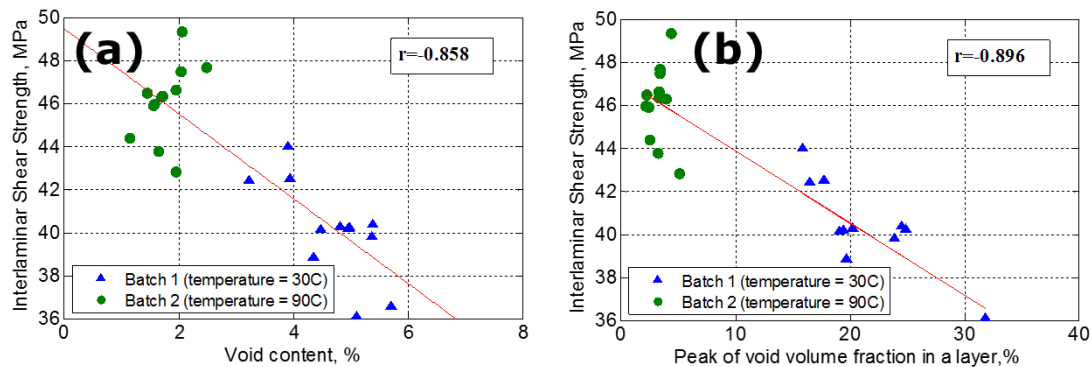 (a)
r=-0.858
Interlaminar Shear Strength, MPa
50
48
46
44
42
40
38
36
Batch 1 (temperature = 30C)
Batch 2 (temperature = 90C)
0 2 4 6 8
Void content, %
(b)
r=-0.896
Interlaminar Shear Strength, MPa
50
48
46
44
42
40
38
36
Batch 1 (temperature = 30C)
Batch 2 (temperature = 90C)
0 10 20 30 40
Peak of void volume fraction in a layer,%